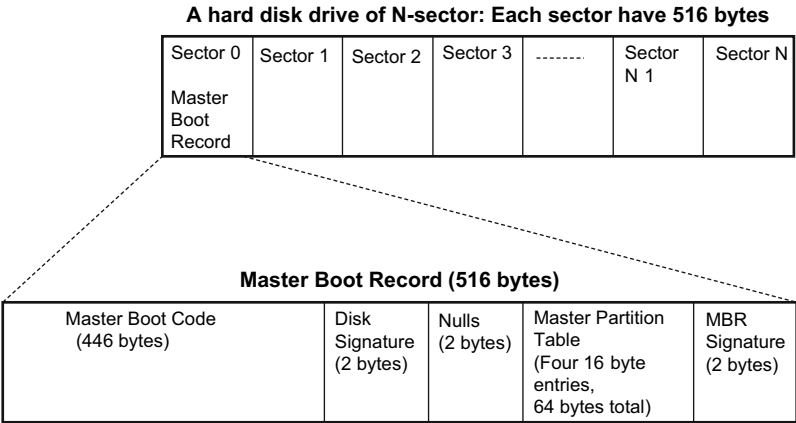 A hard disk drive of N-sector: Each sector have 516 bytes
Sector 0
Master
Boot
Record
Sector 1
Sector 2
Sector 3
--------
Sector
N 1
Sector N
Master Boot Record (516 bytes)
Master Boot Code
(446 bytes)
Disk
Signature
(2 bytes)
Nulls
(2 bytes)
Master Partition
Table
(Four 16 byte
entries,
64 bytes total)
MBR
Signature
(2 bytes)